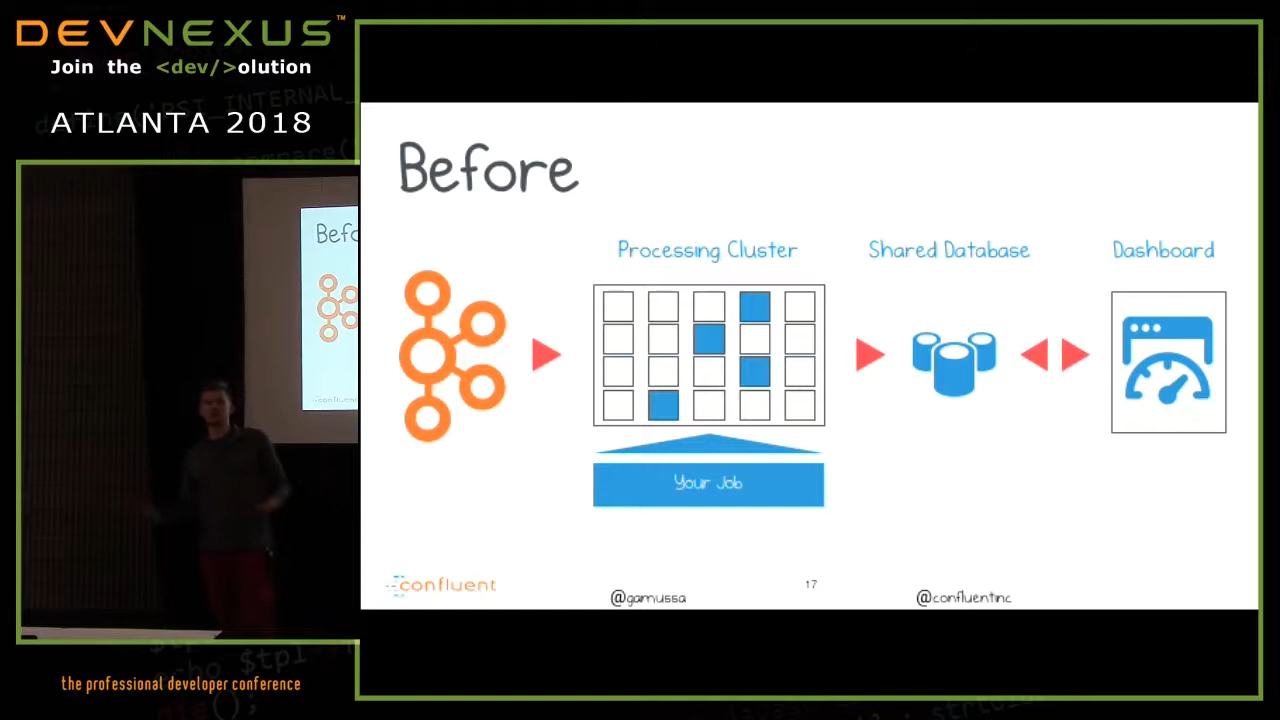 DEVNEXUS™
Join the <dev/>olution
ATLANTA 2018
Before
Processing Cluster
Shared Database
Dashboard
Your Job
confluent
@gamussa
17
@confluentinc
the professional developer conference